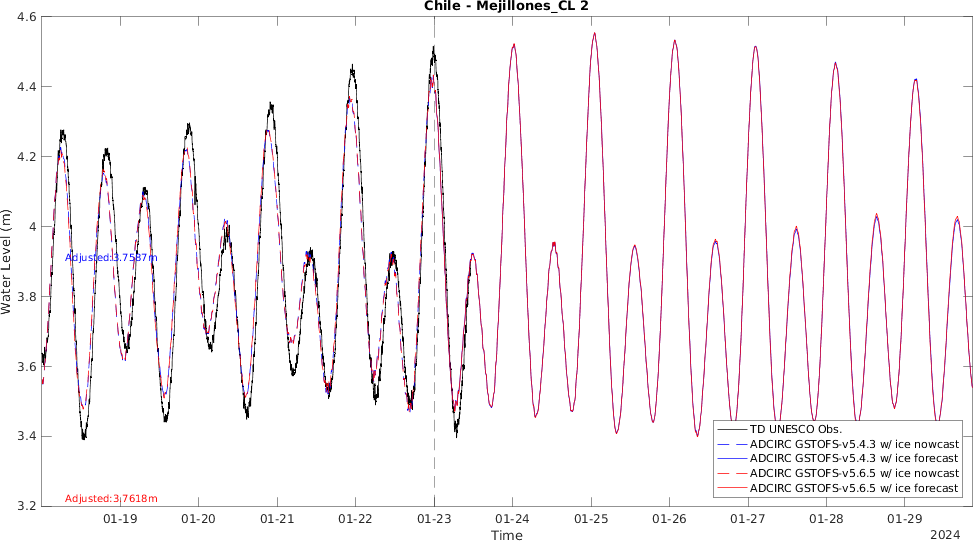 Chile - Mejillones_CL 2
4.6
4.4
4.2
4
3.8
3.6
3.4
3.2
Water Level (m)
Adjusted:3.7587m
Adjusted:3.7618m
TD UNESCO Obs.
ADCIRC GSTOFS-v5.4.3 w/ ice nowcast
ADCIRC GSTOFS-v5.4.3 w/ ice forecast
ADCIRC GSTOFS-v5.6.5 w/ ice nowcast
ADCIRC GSTOFS-v5.6.5 w/ ice forecast
01-19 01-20 01-21 01-22 01-23 01-24 01-25 01-26 01-27 01-28 01-29
Time
2024